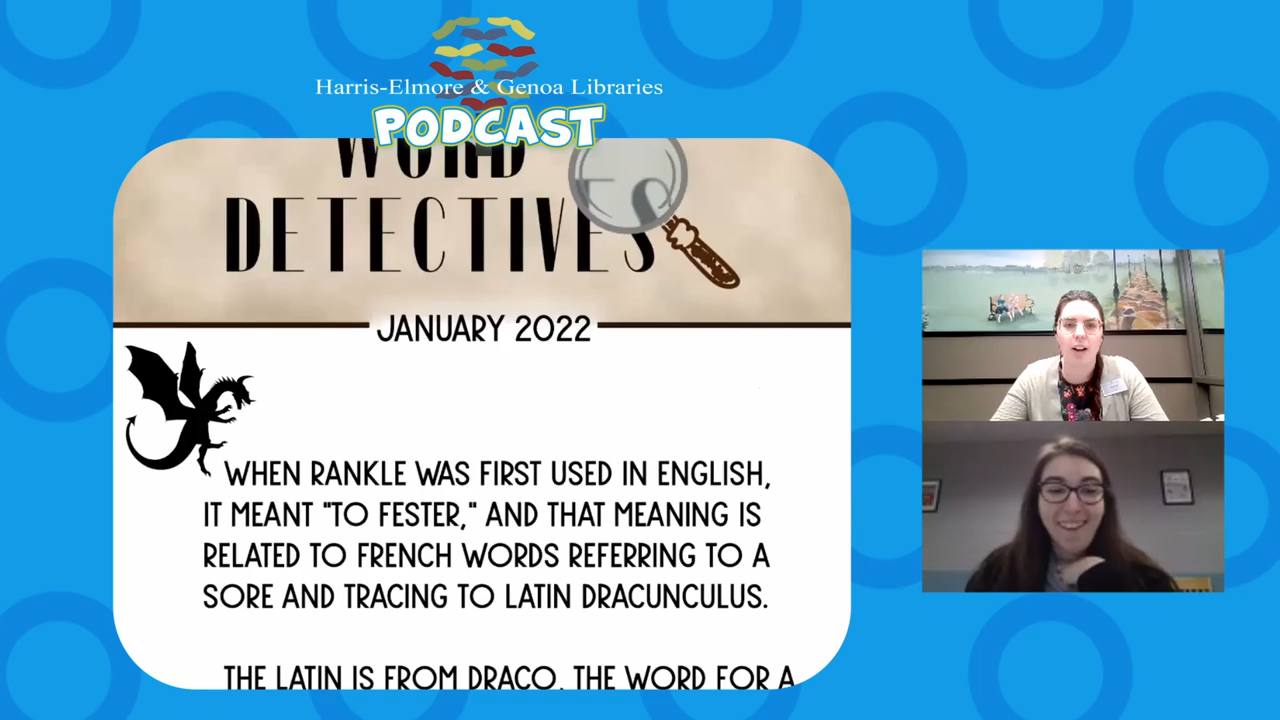 Harris-Elmore & Genoa Libraries
PODCAST
WORD
DETECTIVES
JANUARY 2022
WHEN RANKLE WAS FIRST USED IN ENGLISH,
IT MEANT "TO FESTER," AND THAT MEANING IS
RELATED TO FRENCH WORDS REFERRING TO A
SORE AND TRACING TO LATIN DRACUNCULUS.
THE LATIN IS FROM DRACO, THE WORD FOR A